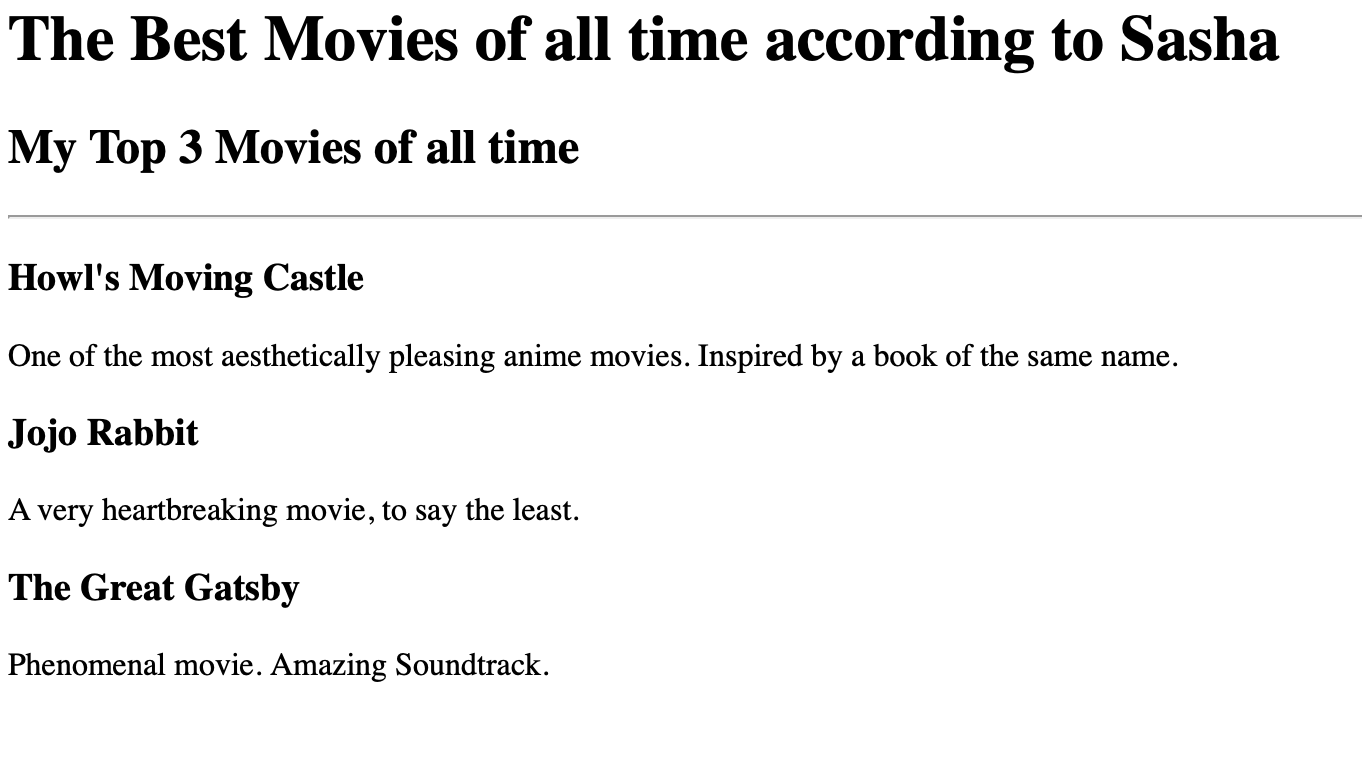 The Best Movies of all time according to Sasha
My Top 3 Movies of all time
Howl's Moving Castle
One of the most aesthetically pleasing anime movies. Inspired by a book of the same name.
Jojo Rabbit
A very heartbreaking movie, to say the least.
The Great Gatsby
Phenomenal movie. Amazing Soundtrack.